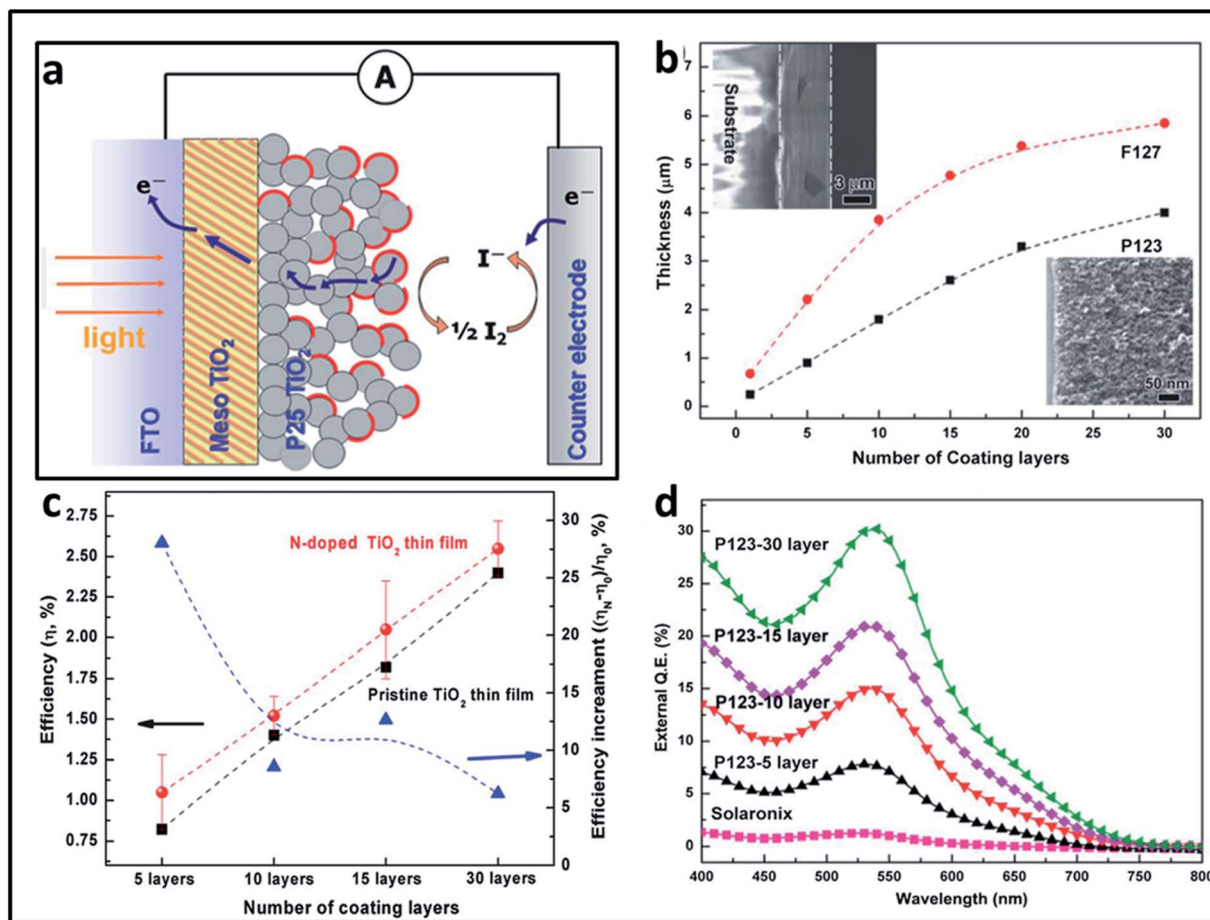 a
A
e⁻
e⁻
I⁻
½ I₂
light
FTO
Meso TiO₂
P25 TiO₂
Counter electrode
b
7
6
5
4
3
2
1
0
Thickness (μm)
Substrate
3 μm
F127
P123
50 nm
0 5 10 15 20 25 30
Number of Coating layers
c
2.75
2.50
2.25
2.00
1.75
1.50
1.25
1.00
0.75
Efficiency (η, %)
N-doped TiO₂ thin film
Pristine TiO₂ thin film
30
25
20
15
10
5
0
Efficiency increament ((ηN-η0)/η0, %)
5 layers 10 layers 15 layers 30 layers
Number of coating layers
d
30
25
20
15
10
5
0
External Q.E. (%)
P123-30 layer
P123-15 layer
P123-10 layer
P123-5 layer
Solaronix
400 450 500 550 600 650 700 750 800
Wavelength (nm)